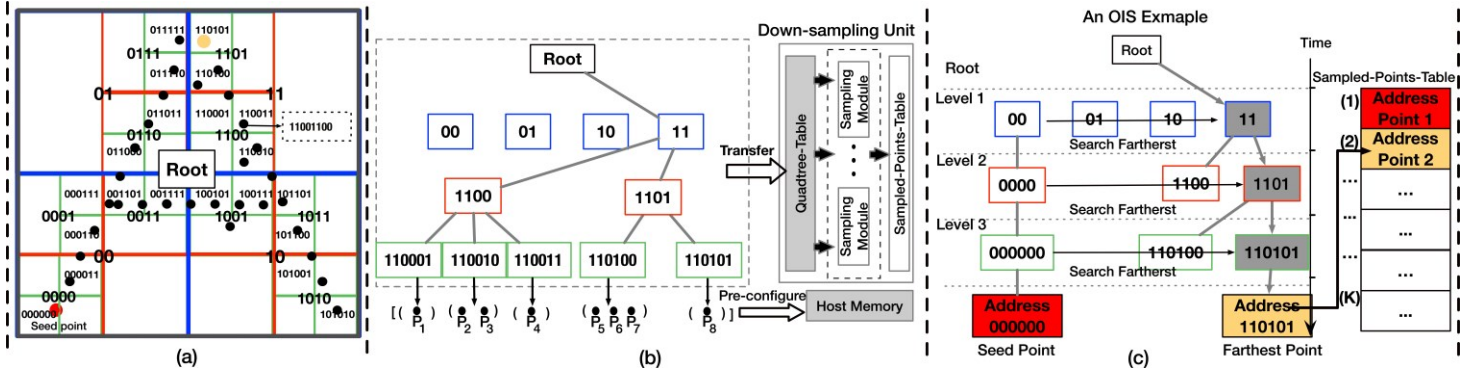 011111
110101
0111
1101
011110
110100
01
11
011011
110001
110011
11001100
0110
1100
011000
110010
Root
000111
001101
001111
100101
100111
101101
0001
0011
1001
1011
000110
101100
00
10
000011
101001
0000
1010
000000
101010
Seed point
(a)
Root
00
01
10
11
1100
1101
110001
110010
110011
110100
110101
[( P1 ) ( P2 P3 ) ( P4 ) ( P5 P6 P7 ) ( P8 )]
Transfer
Pre-configure
Down-sampling Unit
Quadtree-Table
Sampling Module
Sampling Module
Sampled-Points-Table
Host Memory
(b)
An OIS Exmaple
Root
Root
Time
Level 1
00
01
10
11
Search Fartherst
Level 2
0000
1100
1101
Search Fartherst
Level 3
000000
110100
110101
Search Fartherst
Address
000000
Seed Point
Address
110101
Farthest Point
Sampled-Points-Table
(1)
Address
Point 1
(2)
Address
Point 2
...
...
...
...
...
...
(K)
...
(c)